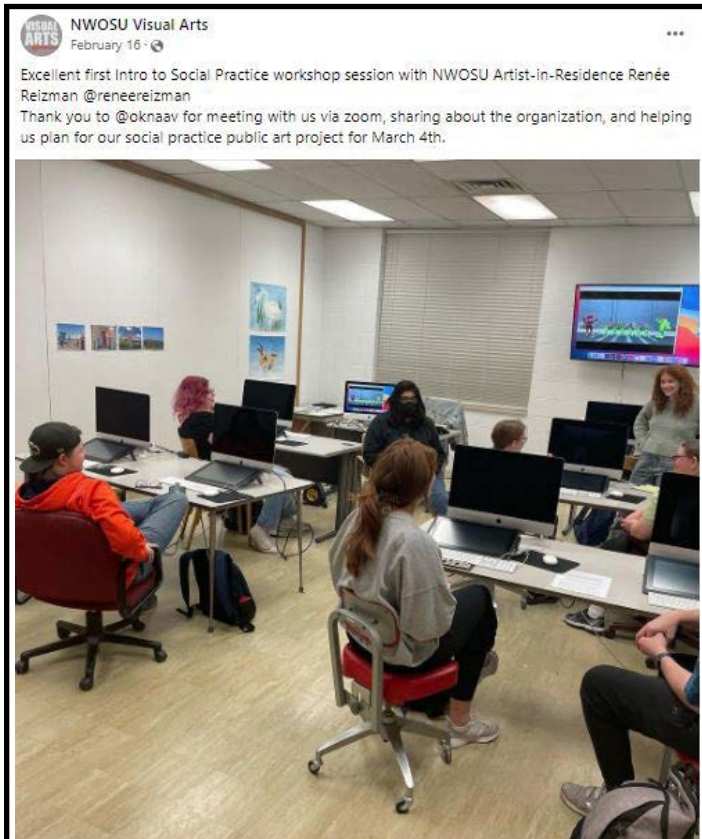 VISUAL
ARTS
NWOSU Visual Arts
February 16 ·
Excellent first Intro to Social Practice workshop session with NWOSU Artist-in-Residence Renée
Reizman @reneereizman
Thank you to @oknaav for meeting with us via zoom, sharing about the organization, and helping
us plan for our social practice public art project for March 4th.